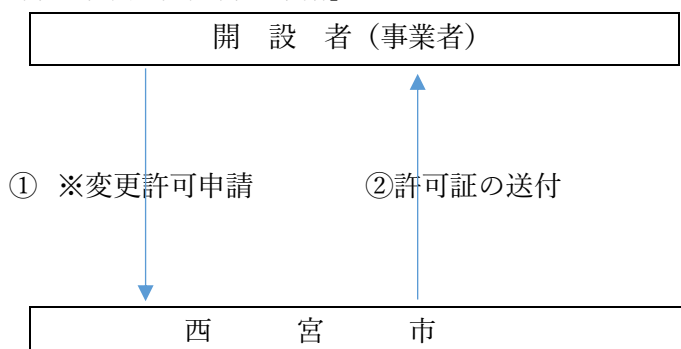 開　設　者（事業者）
①　※変更許可申請　　②許可証の送付
西　宮　市